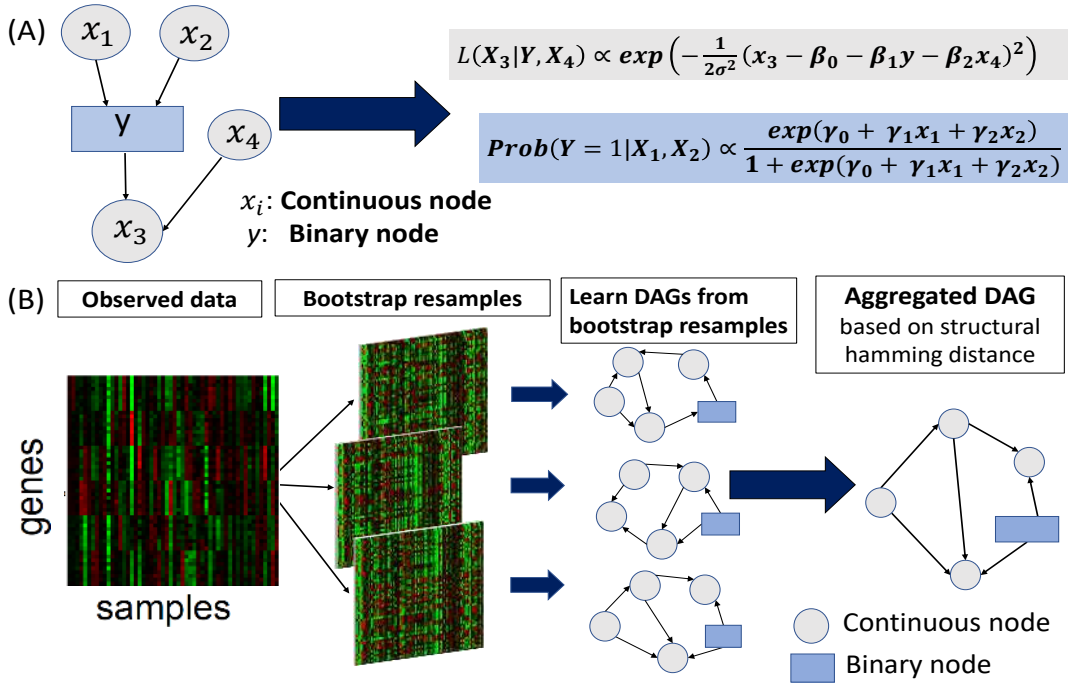 (A)
x₁
x₂
y
x₄
x₃
L(X₃|Y, X₄) ∝ exp(−1/2σ² (x₃ − β₀ − β₁y − β₂x₄)²)
Prob(Y = 1|X₁, X₂) ∝ exp(γ₀ + γ₁x₁ + γ₂x₂) / 1 + exp(γ₀ + γ₁x₁ + γ₂x₂)
xᵢ: Continuous node
y: Binary node
(B)
Observed data
Bootstrap resamples
Learn DAGs from
bootstrap resamples
Aggregated DAG
based on structural
hamming distance
genes
samples
Continuous node
Binary node